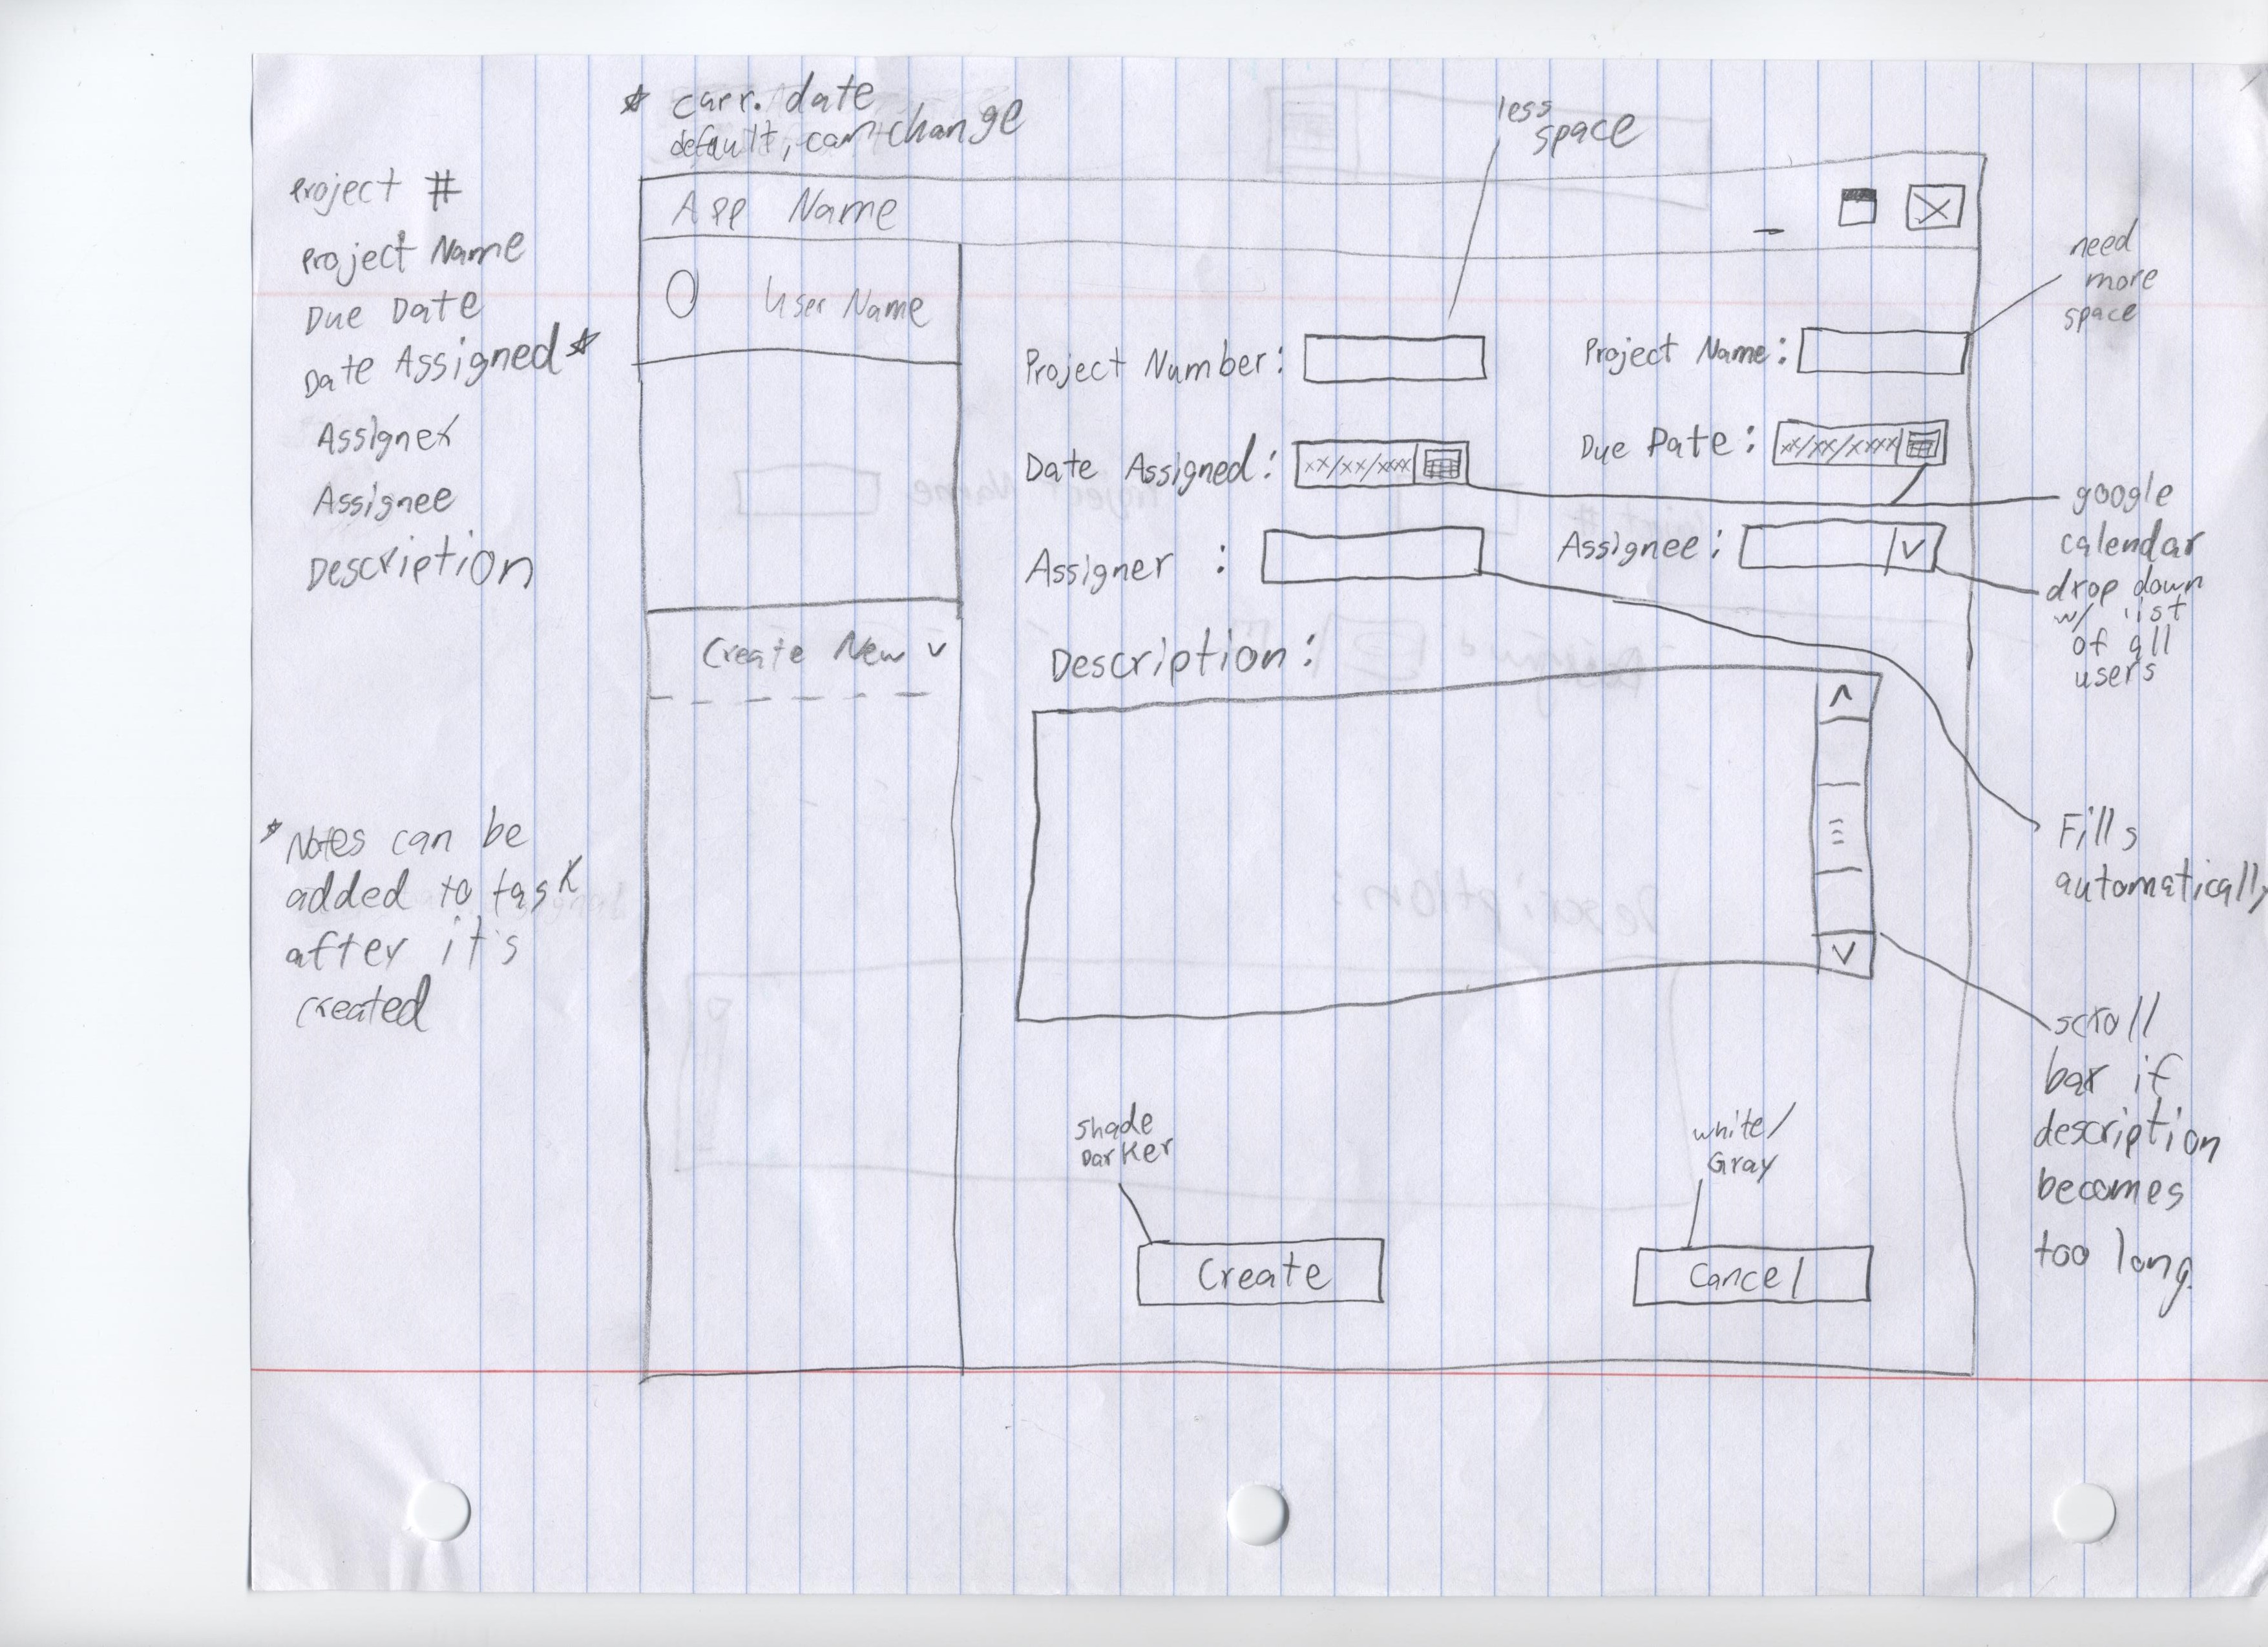 * curr. date
default, can change
less
space
Project #
Project Name
Due Date
Date Assigned *
Assigner
Assignee
Description
* Notes can be
added to task
after it's
created
App Name
_
User Name
Create New v
need
more
space
Project Number:
Project Name:
Date Assigned: xx/xx/xxxx
Due Date: xx/xx/xxxx
google
calendar
Assigner :
Assignee: v
drop down
w/ list
of all
users
Description:
Fills
automatically
scroll
bar if
description
becomes
too long.
shade
Darker
white/
Gray
Create
Cancel